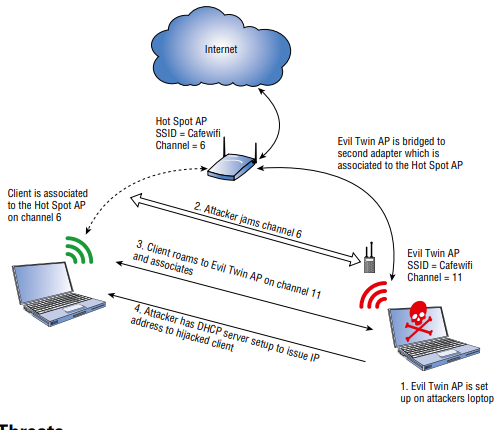 Internet
Hot Spot AP
SSID = Cafewifi
Channel = 6
Evil Twin AP is bridged to
second adapter which is
associated to the Hot Spot AP
Client is associated
to the Hot Spot AP
on channel 6
2. Attacker jams channel 6
3. Client roams to Evil Twin AP on channel 11
and associates
Evil Twin AP
SSID = Cafewifi
Channel = 11
4. Attacker has DHCP server setup to issue IP
address to hijacked client
1. Evil Twin AP is set
up on attackers loptop